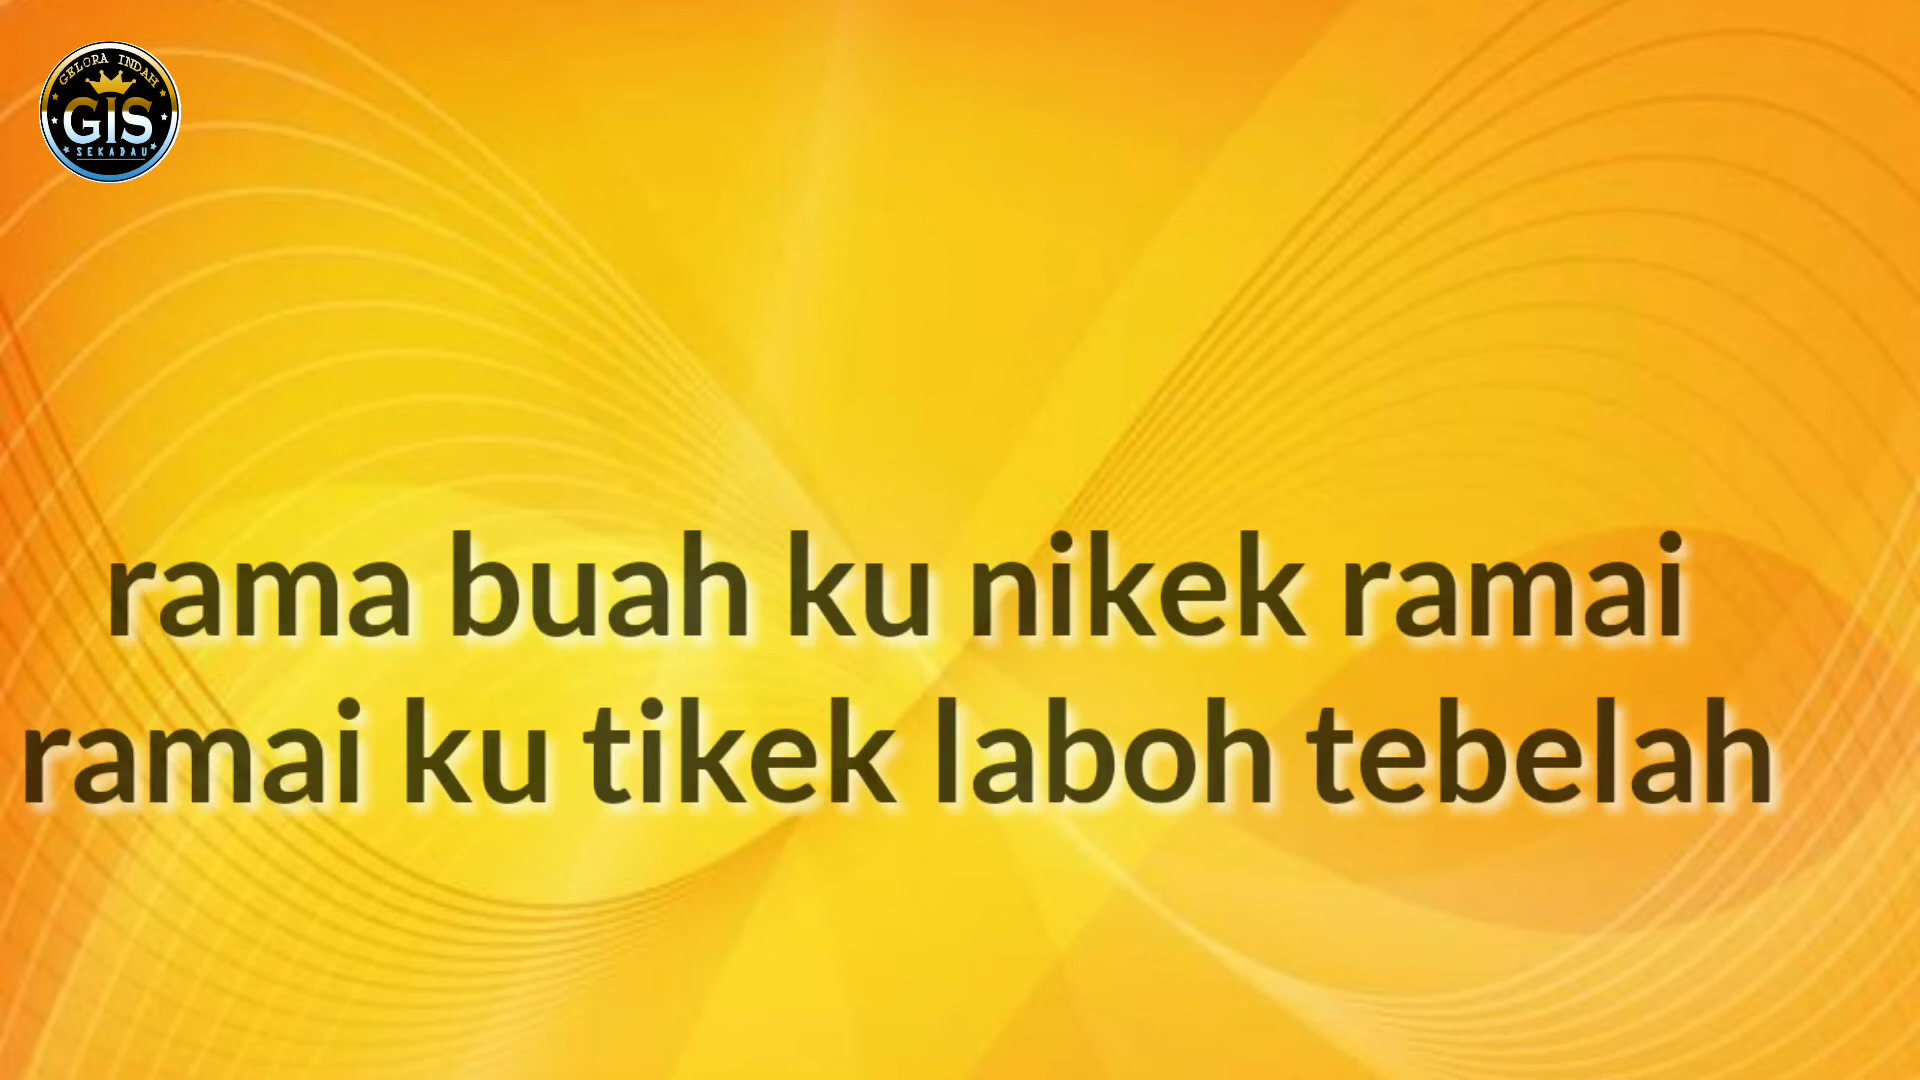 GELORA INDAH
GIS
SEKADAU
rama buah ku nikek ramai
ramai ku tikek laboh tebelah